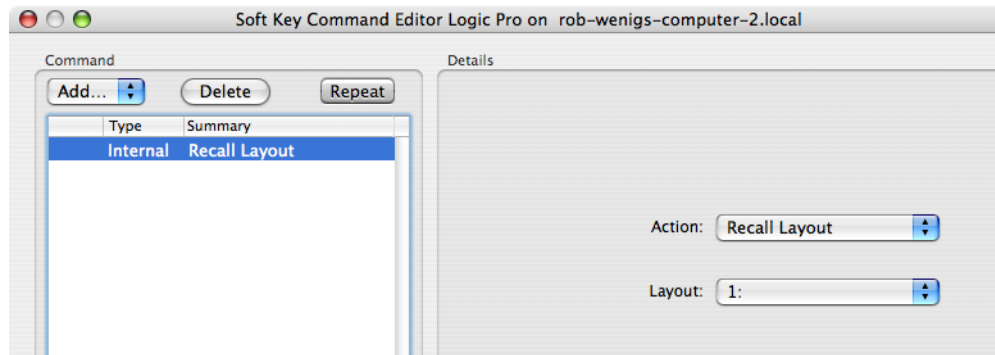 Soft Key Command Editor Logic Pro on rob-wenigs-computer-2.local
Command
Details
Add... Delete Repeat
Type Summary
Internal Recall Layout
Action: Recall Layout
Layout: 1: